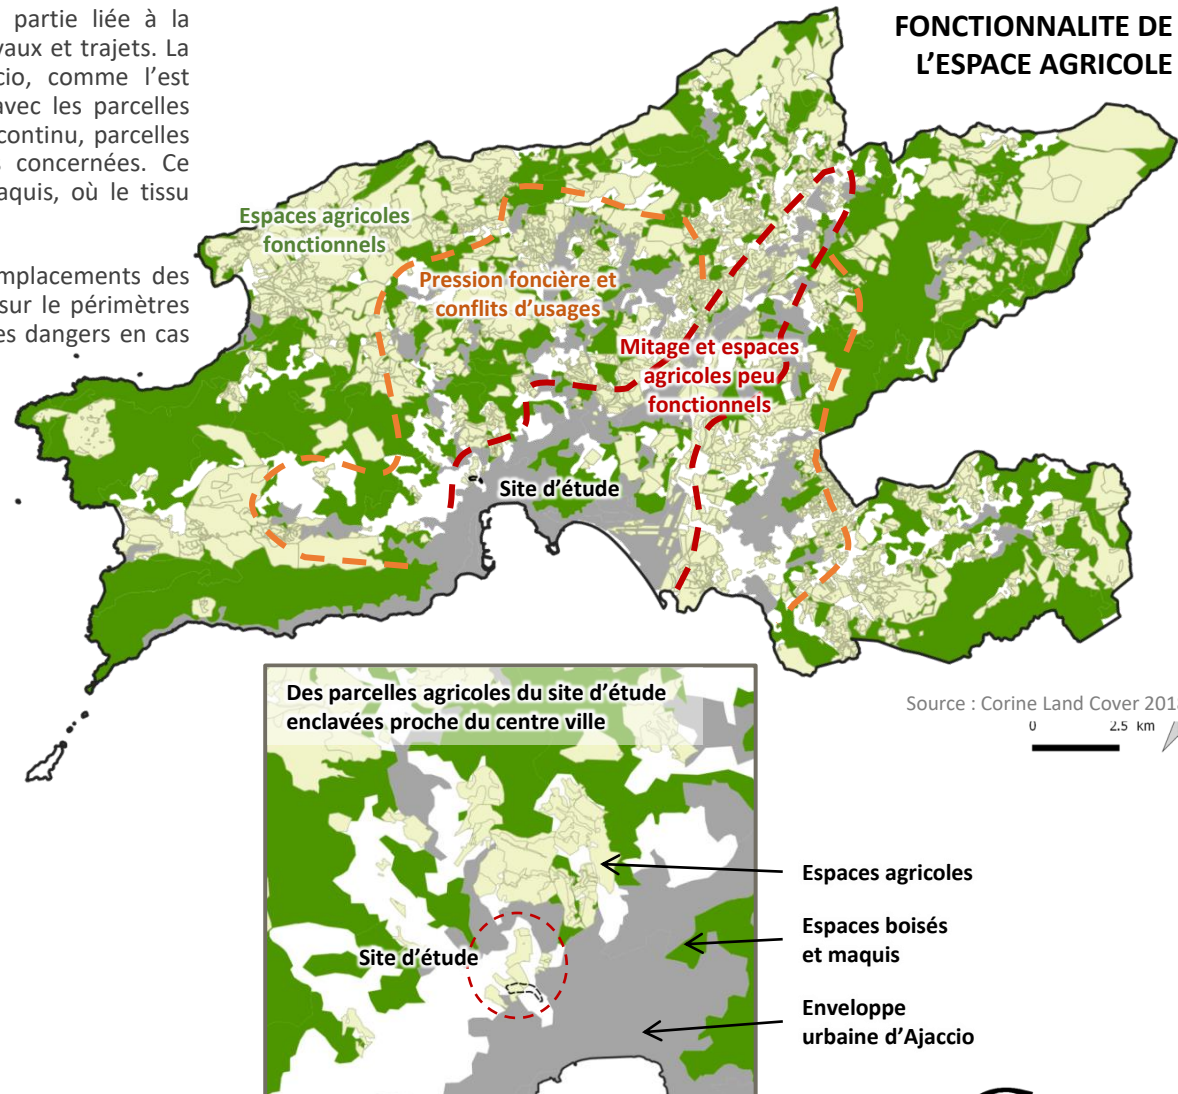 partie liée à la
vaux et trajets. La
cio, comme l'est
avec les parcelles
continu, parcelles
s concernées. Ce
aquis, où le tissu
mplacements des
sur le périmètres
es dangers en cas
FONCTIONNALITE DE
L'ESPACE AGRICOLE
Espaces agricoles
fonctionnels
Pression foncière et
conflits d'usages
Mitage et espaces
agricoles peu
fonctionnels
Site d'étude
Source : Corine Land Cover 2018
0 2.5 km
Des parcelles agricoles du site d'étude
enclavées proche du centre ville
Site d'étude
Espaces agricoles
Espaces boisés
et maquis
Enveloppe
urbaine d'Ajaccio